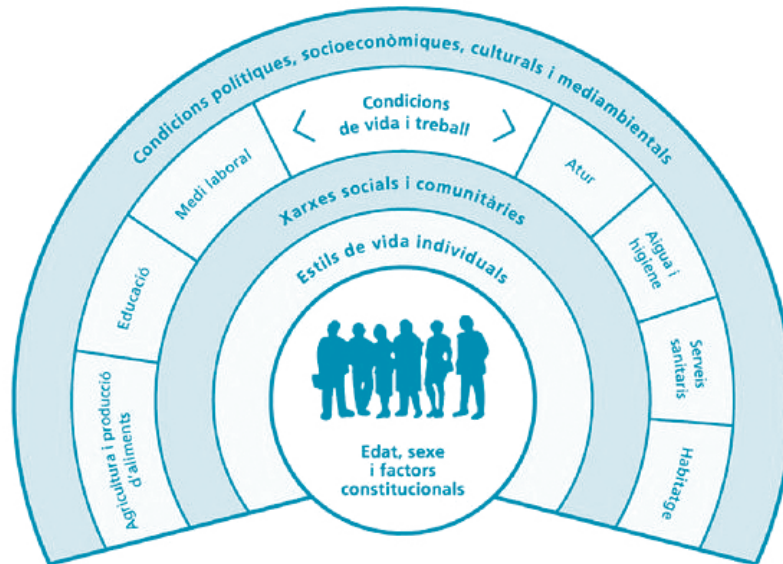 Condicions polítiques, socioeconòmiques, culturals i mediambientals
Condicions
de vida i treball
Agricultura i producció
d'aliments
Educació
Medi laboral
Atur
Aigua i
higiene
Serveis
sanitaris
Habitatge
Xarxes socials i comunitàries
Estils de vida individuals
Edat, sexe
i factors
constitucionals